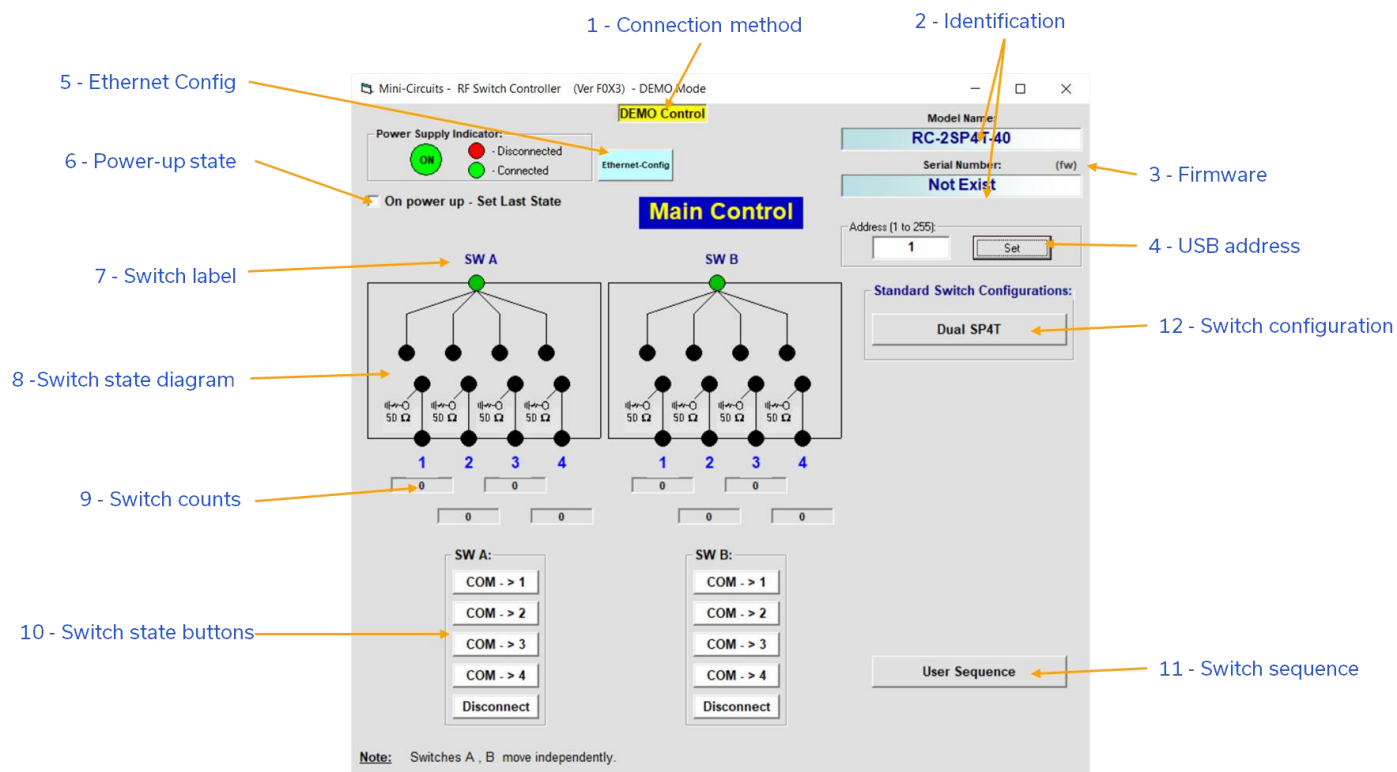 1 - Connection method
2 - Identification
5 - Ethernet Config
Mini-Circuits - RF Switch Controller (Ver F0X3) - DEMO Mode
DEMO Control
Model Name:
Power Supply Indicator:
RC-2SP4T-40
ON
- Disconnected
- Connected
Ethernet-Config
6 - Power-up state
Serial Number: (fw)
3 - Firmware
Not Exist
On power up - Set Last State
Main Control
Address (1 to 255):
1
Set
4 - USB address
7 - Switch label
SW A
SW B
Standard Switch Configurations:
Dual SP4T
12 - Switch configuration
8 -Switch state diagram
50 Ω 50 Ω 50 Ω 50 Ω
50 Ω 50 Ω 50 Ω 50 Ω
1 2 3 4
1 2 3 4
9 - Switch counts
0 0
0 0
0 0
0 0
SW A:
COM - > 1
COM - > 2
COM - > 3
COM - > 4
Disconnect
SW B:
COM - > 1
COM - > 2
COM - > 3
COM - > 4
Disconnect
10 - Switch state buttons
User Sequence
11 - Switch sequence
Note: Switches A , B move independently.